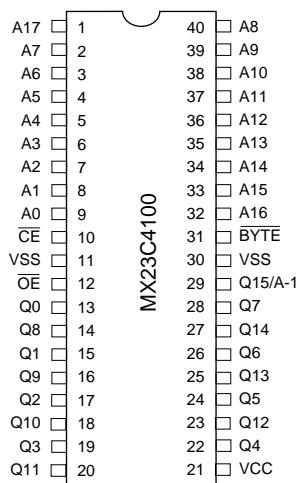 A17 1 40 A8
A7 2 39 A9
A6 3 38 A10
A5 4 37 A11
A4 5 36 A12
A3 6 35 A13
A2 7 34 A14
A1 8 33 A15
A0 9 32 A16
CE 10 31 BYTE
VSS 11 30 VSS
OE 12 29 Q15/A-1
Q0 13 28 Q7
Q8 14 27 Q14
Q1 15 26 Q6
Q9 16 25 Q13
Q2 17 24 Q5
Q10 18 23 Q12
Q3 19 22 Q4
Q11 20 21 VCC
MX23C4100